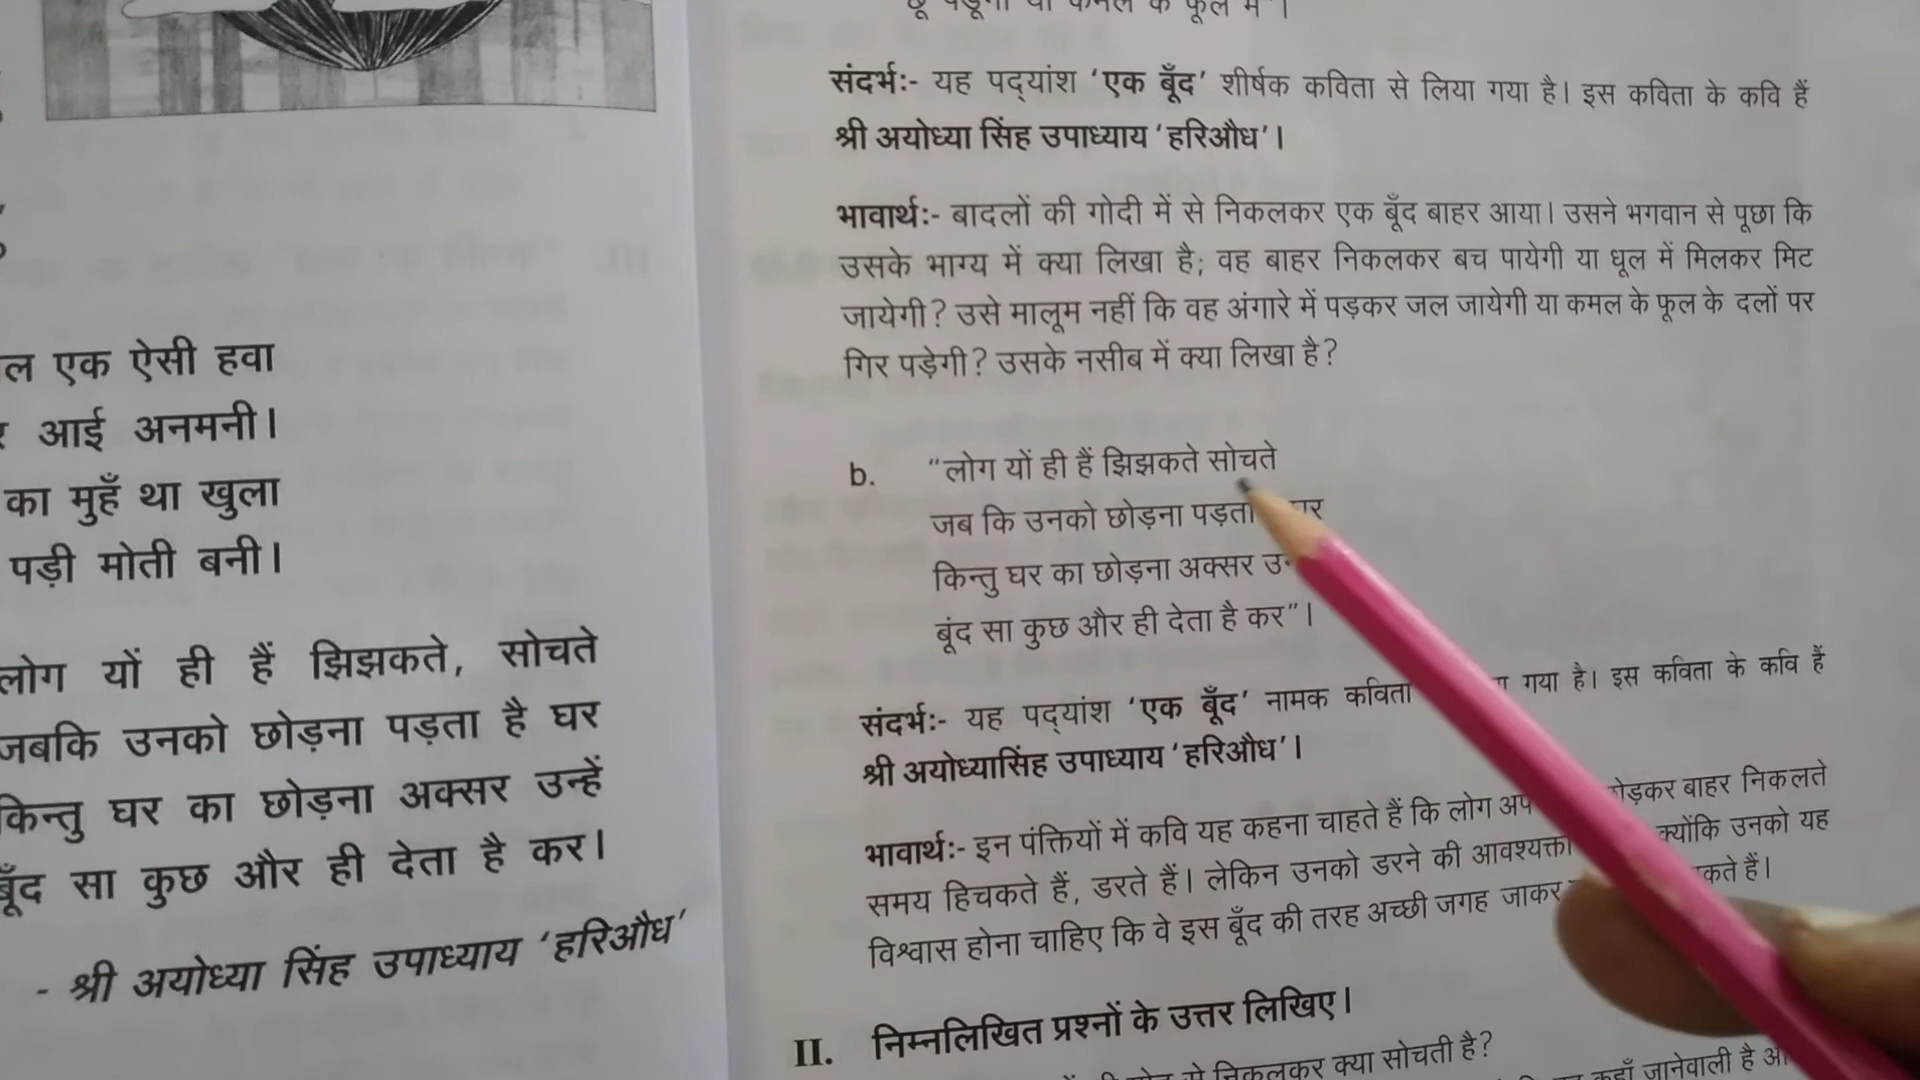 एक ऐसी हवा
आई अनमनी।
का मुहँ था खुला
पड़ी मोती बनी।
लोग यों ही हैं झिझकते, सोचते
जबकि उनको छोड़ना पड़ता है घर
किन्तु घर का छोड़ना अक्सर उन्हें
बूँद सा कुछ और ही देता है कर।
- श्री अयोध्या सिंह उपाध्याय 'हरिऔध'
संदर्भः- यह पद्यांश 'एक बूँद' शीर्षक कविता से लिया गया है। इस कविता के कवि हैं
श्री अयोध्या सिंह उपाध्याय 'हरिऔध'।
भावार्थः- बादलों की गोदी में से निकलकर एक बूँद बाहर आया। उसने भगवान से पूछा कि
उसके भाग्य में क्या लिखा है; वह बाहर निकलकर बच पायेगी या धूल में मिलकर मिट
जायेगी? उसे मालूम नहीं कि वह अंगारे में पड़कर जल जायेगी या कमल के फूल के दलों पर
गिर पड़ेगी? उसके नसीब में क्या लिखा है?
b. "लोग यों ही हैं झिझकते सोचते
जब कि उनको छोड़ना पड़ता
किन्तु घर का छोड़ना अक्सर
बूंद सा कुछ और ही देता है कर"।
संदर्भः- यह पद्यांश 'एक बूँद' नामक कविता गया है। इस कविता के कवि हैं
श्री अयोध्यासिंह उपाध्याय 'हरिऔध'।
भावार्थः- इन पंक्तियों में कवि यह कहना चाहते हैं कि लोग बाहर निकलते
समय हिचकते हैं, डरते हैं। लेकिन उनको डरने की आवश्यक्ता क्योंकि उनको यह
विश्वास होना चाहिए कि वे इस बूँद की तरह अच्छी जगह जाकर हैं।
II. निम्नलिखित प्रश्नों के उत्तर लिखिए।
से निकलकर क्या सोचती है?
कहाँ जानेवाली है